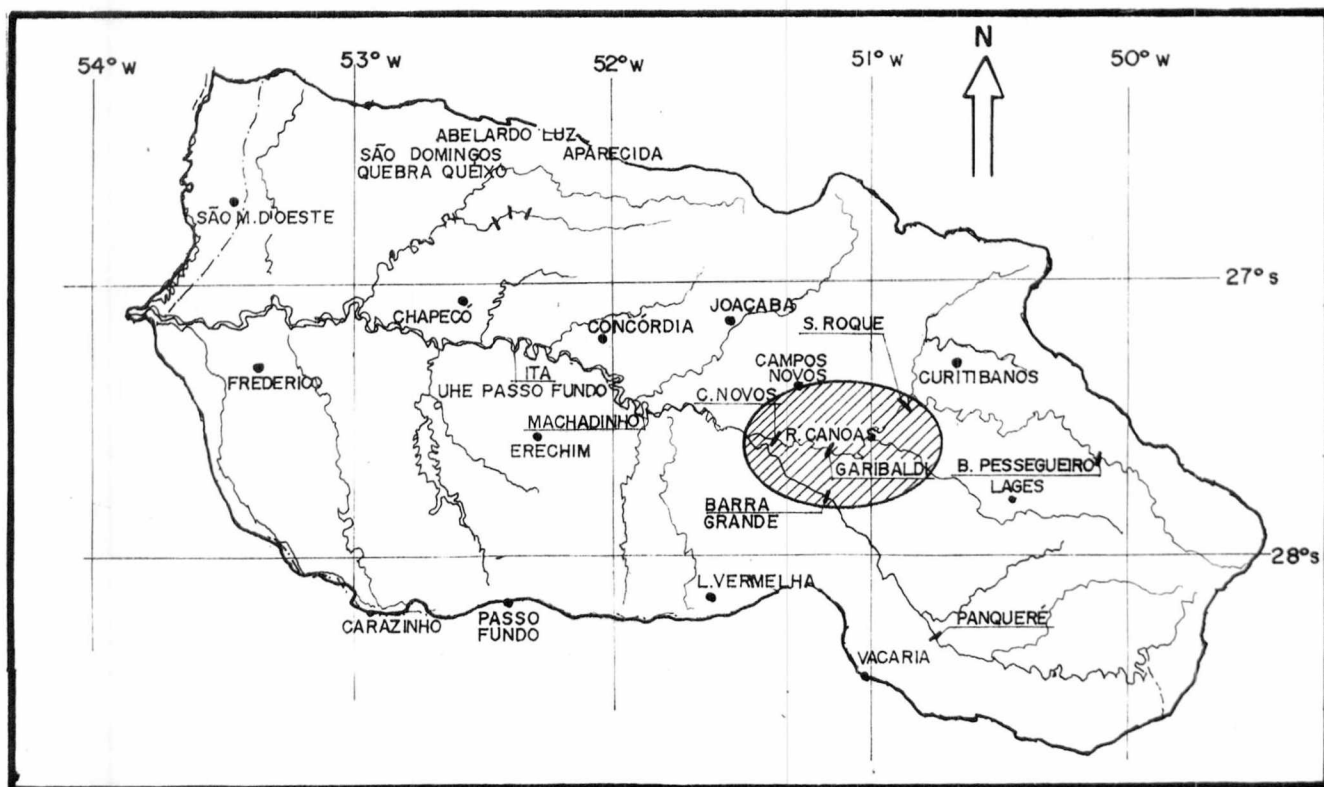 N
54° W
53° W
52° W
51° W
50° W
ABELARDO LUZ
SÃO DOMINGOS
APARECIDA
QUEBRA QUEIXO
SÃO M. D'OESTE
27° S
CHAPECÓ
JOAÇABA
CONCÓRDIA
S. ROQUE
CAMPOS
NOVOS
CURITIBANOS
ITA
FREDERICO
UHE PASSO FUNDO
C. NOVOS
MACHADINHO
R. CANOAS
ERECHIM
GARIBALDI
B. PESSEGUEIRO
LAGES
BARRA
GRANDE
28° S
L. VERMELHA
CARAZINHO
PASSO
FUNDO
PANQUERÉ
VACARIA